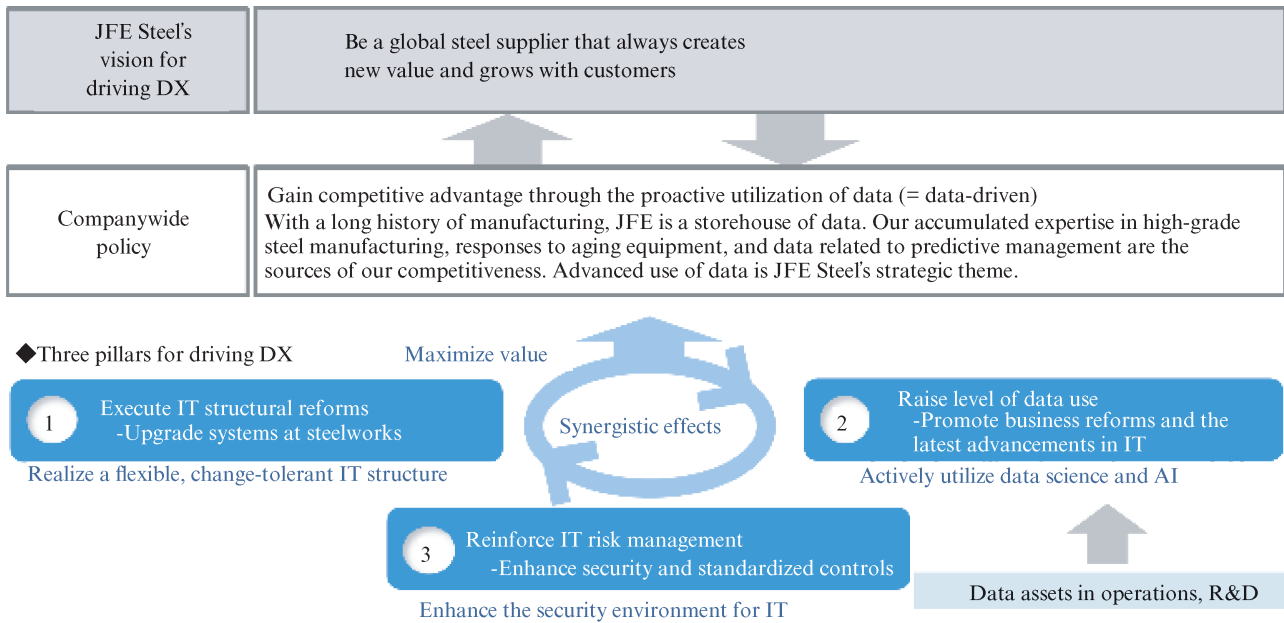 JFE Steel's
vision for
driving DX
Be a global steel supplier that always creates
new value and grows with customers
Companywide
policy
Gain competitive advantage through the proactive utilization of data (= data-driven)
With a long history of manufacturing, JFE is a storehouse of data. Our accumulated expertise in high-grade
steel manufacturing, responses to aging equipment, and data related to predictive management are the
sources of our competitiveness. Advanced use of data is JFE Steel's strategic theme.
◆Three pillars for driving DX
Maximize value
1
Execute IT structural reforms
-Upgrade systems at steelworks
Realize a flexible, change-tolerant IT structure
Synergistic effects
2
Raise level of data use
-Promote business reforms and the
latest advancements in IT
Actively utilize data science and AI
3
Reinforce IT risk management
-Enhance security and standardized controls
Enhance the security environment for IT
Data assets in operations, R&D